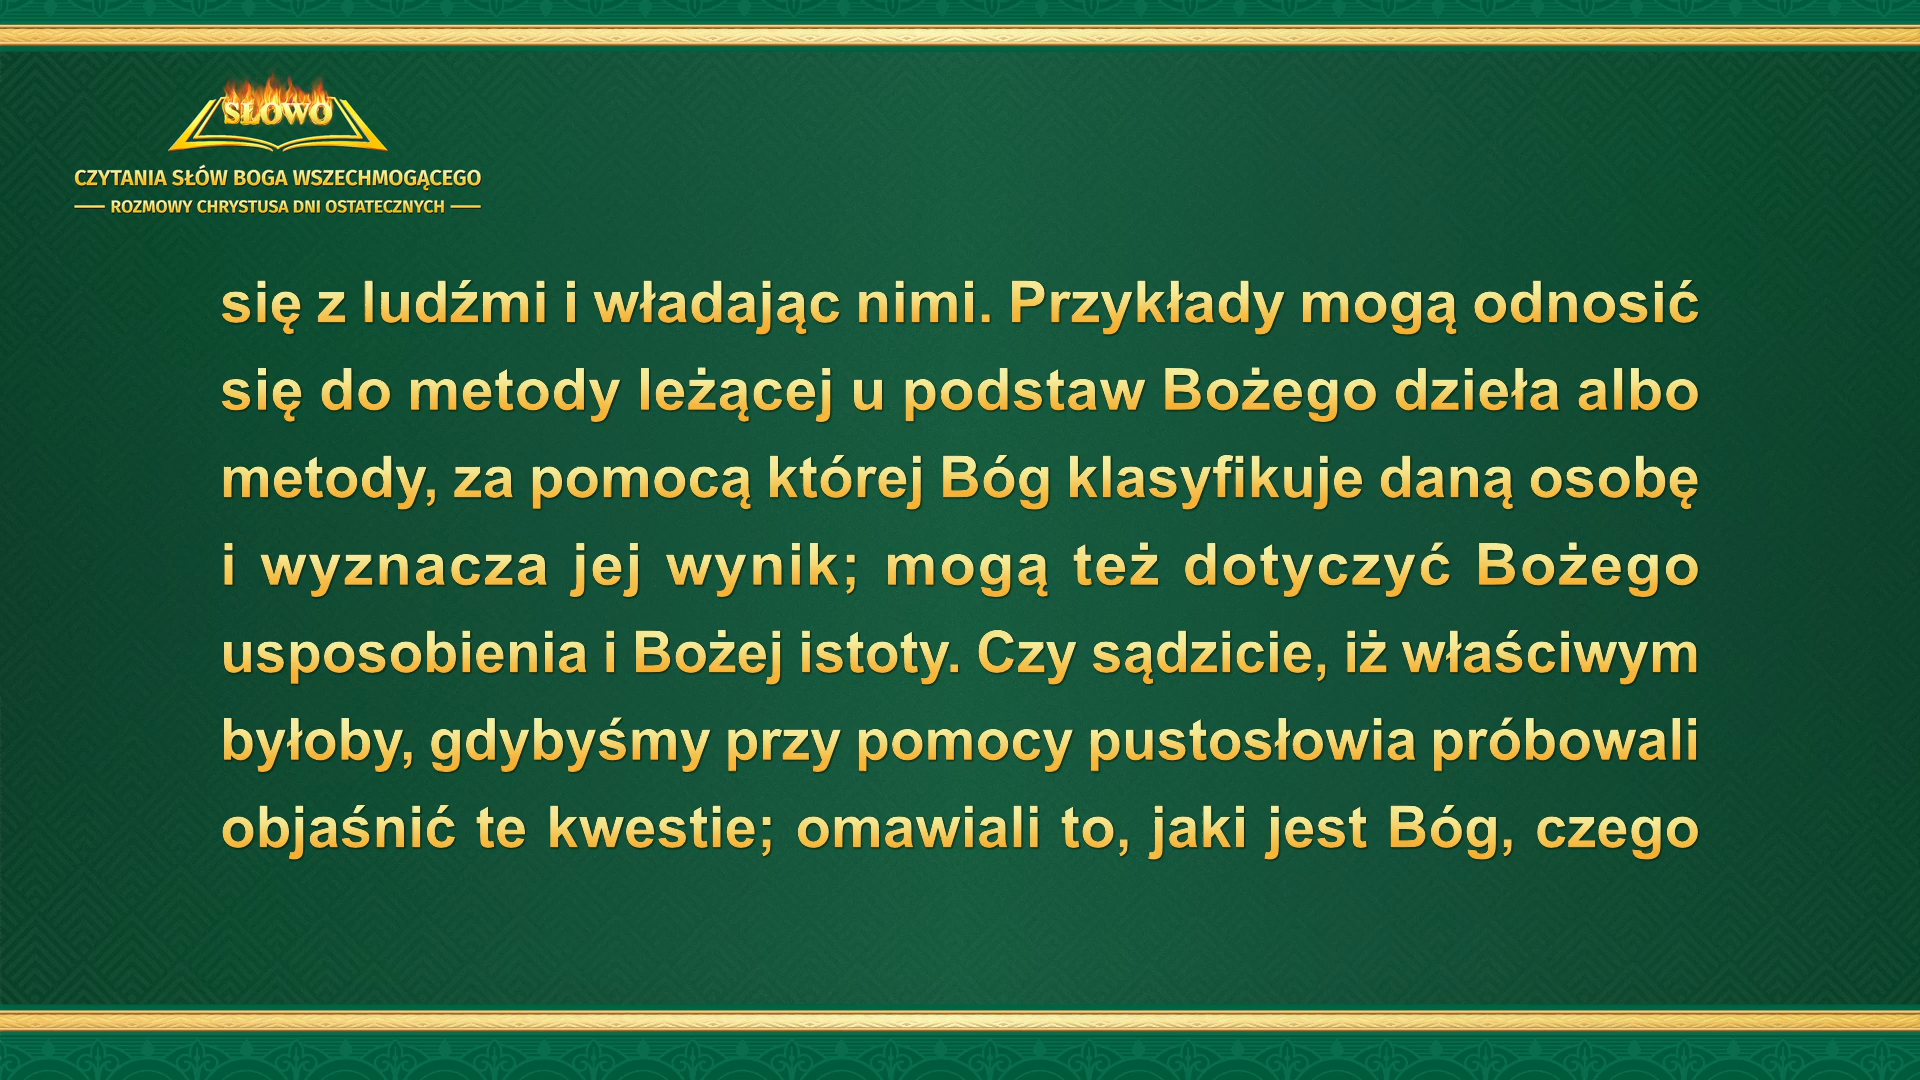 SŁOWO
CZYTANIA SŁÓW BOGA WSZECHMOGĄCEGO
ROZMOWY CHRYSTUSA DNI OSTATECZNYCH
się z ludźmi i władając nimi. Przykłady mogą odnosić
się do metody leżącej u podstaw Bożego dzieła albo
metody, za pomocą której Bóg klasyfikuje daną osobę
i wyznacza jej wynik; mogą też dotyczyć Bożego
usposobienia i Bożej istoty. Czy sądzicie, iż właściwym
byłoby, gdybyśmy przy pomocy pustosłowia próbowali
objaśnić te kwestie; omawiali to, jaki jest Bóg, czego